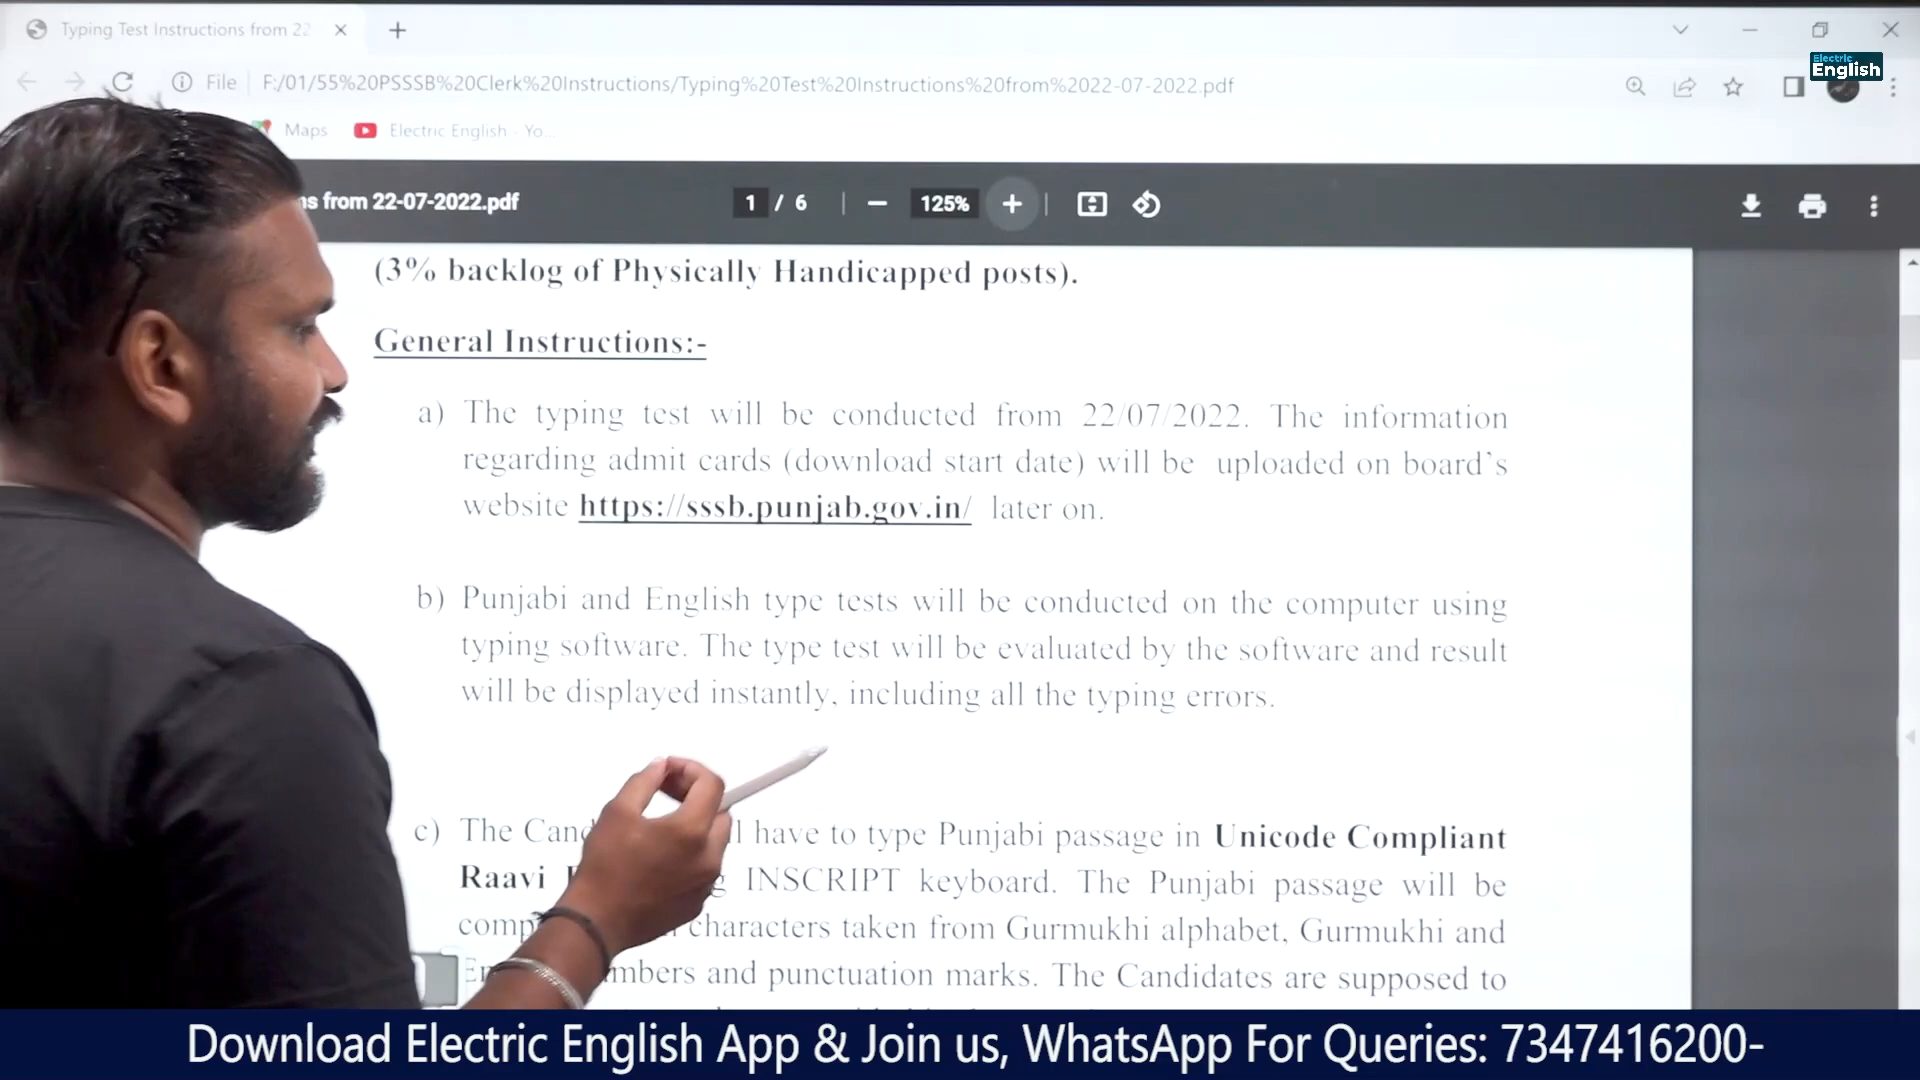 Typing Test Instructions from 22
Electric
English
File F:/01/55%20PSSSB%20Clerk%20Instructions/Typing%20Test%20Instructions%20from%2022-07-2022.pdf
Maps Electric English - Yo...
ns from 22-07-2022.pdf 1 / 6 125%
(3% backlog of Physically Handicapped posts).
General Instructions:-
a) The typing test will be conducted from 22/07/2022. The information
regarding admit cards (download start date) will be uploaded on board's
website https://sssb.punjab.gov.in/ later on.
b) Punjabi and English type tests will be conducted on the computer using
typing software. The type test will be evaluated by the software and result
will be displayed instantly, including all the typing errors.
c) The Cand l have to type Punjabi passage in Unicode Compliant
Raavi g INSCRIPT keyboard. The Punjabi passage will be
comp characters taken from Gurmukhi alphabet, Gurmukhi and
En mbers and punctuation marks. The Candidates are supposed to
Download Electric English App & Join us, WhatsApp For Queries: 7347416200-